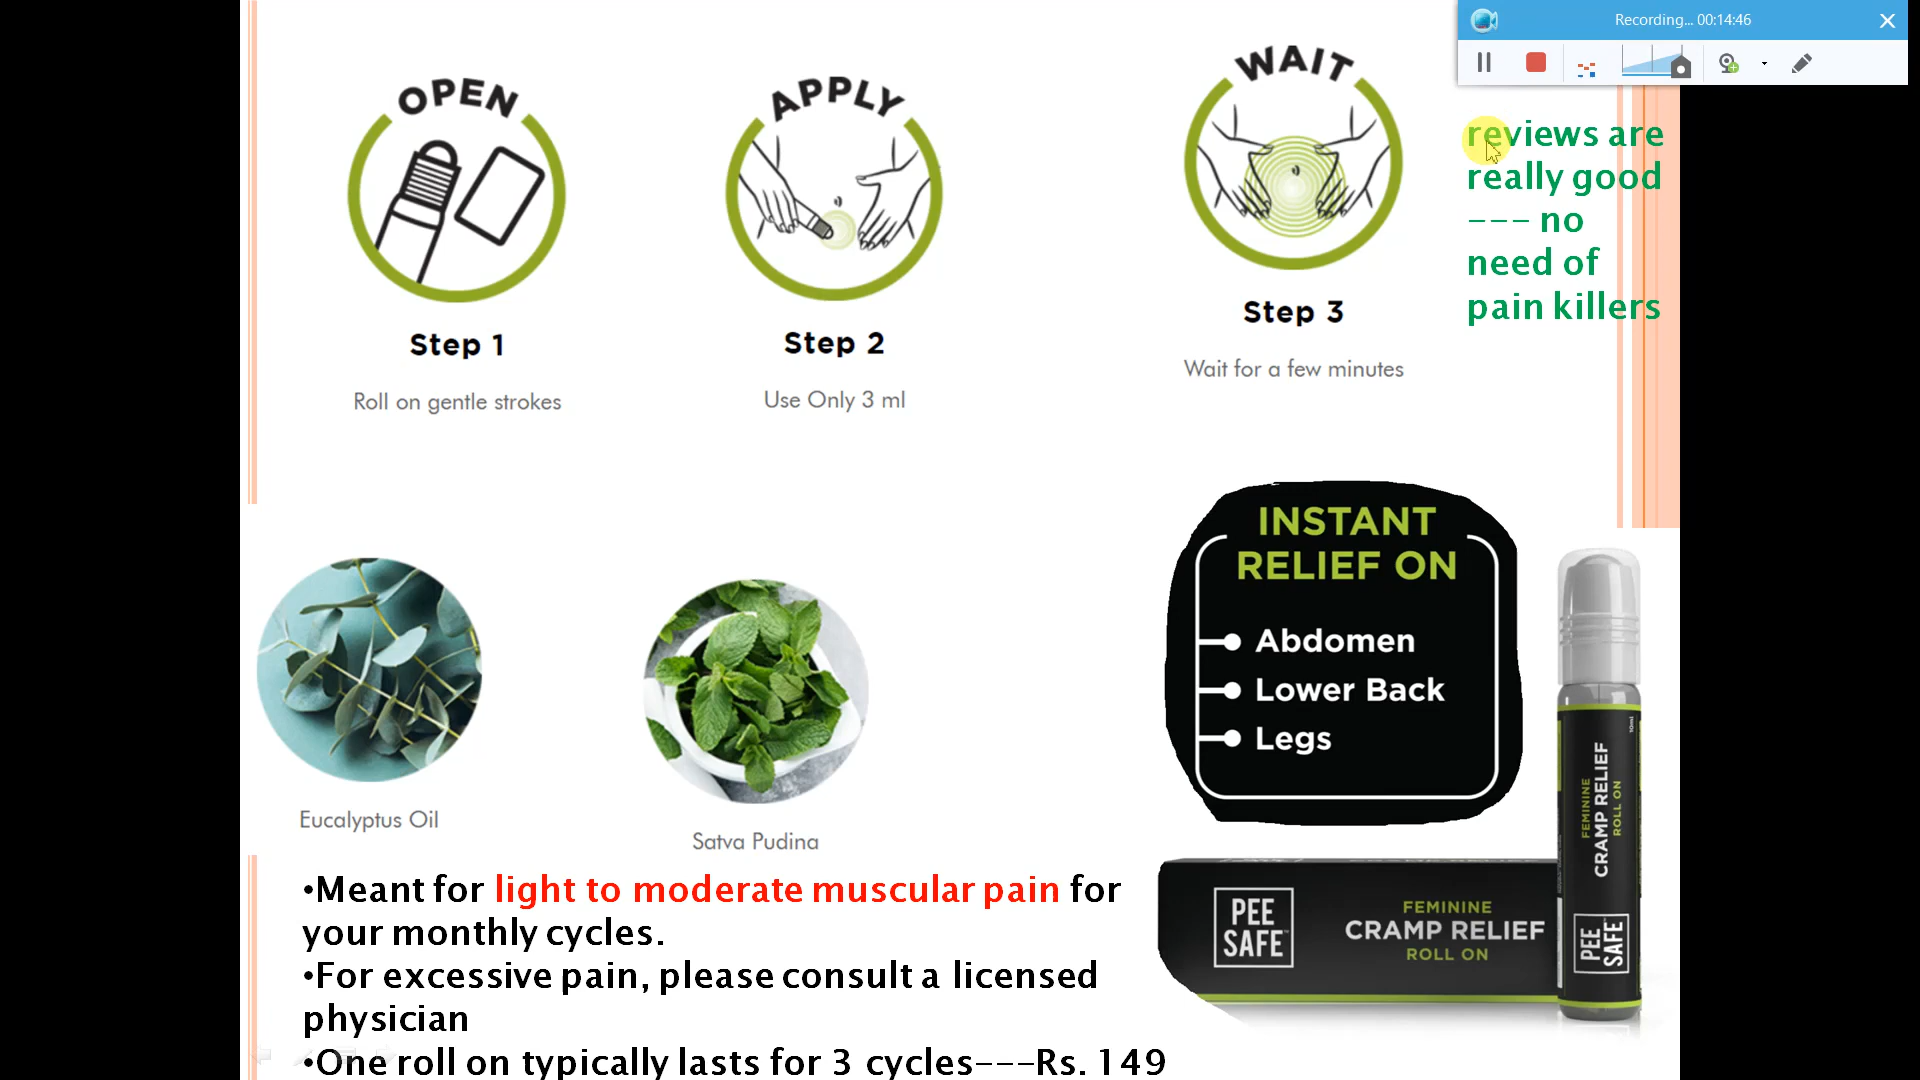 Recording... 00:14:46
OPEN
APPLY
WAIT
reviews are
really good
--- no
need of
pain killers
Step 1
Step 2
Step 3
Roll on gentle strokes
Use Only 3 ml
Wait for a few minutes
INSTANT
RELIEF ON
Abdomen
Lower Back
Legs
Eucalyptus Oil
Satva Pudina
•Meant for light to moderate muscular pain for
your monthly cycles.
•For excessive pain, please consult a licensed
physician
•One roll on typically lasts for 3 cycles---Rs. 149
PEE
SAFE
FEMININE
CRAMP RELIEF
ROLL ON
10ml
FEMININE
CRAMP RELIEF
ROLL ON
PEE
SAFE